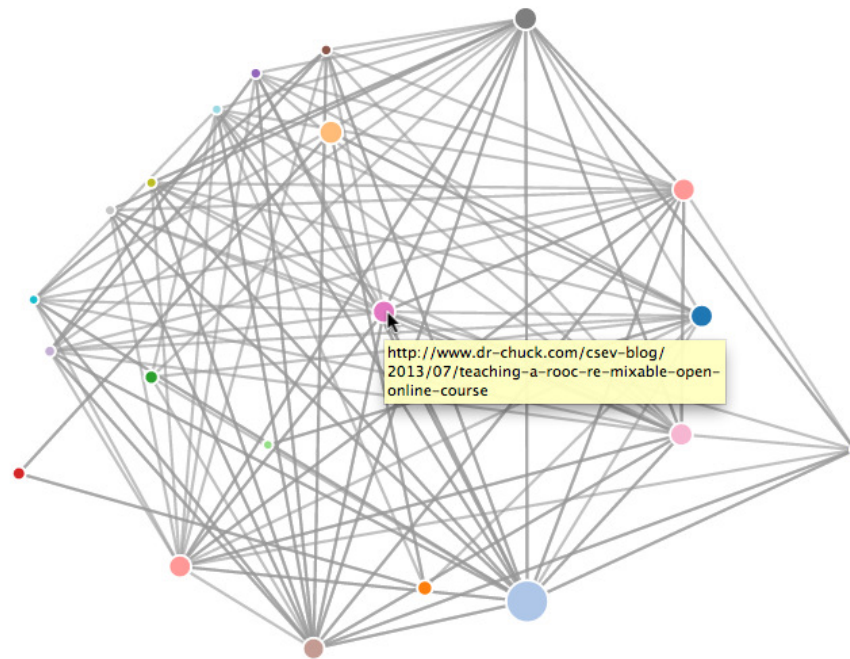 http://www.dr-chuck.com/csev-blog/
2013/07/teaching-a-rooc-re-mixable-open-
online-course